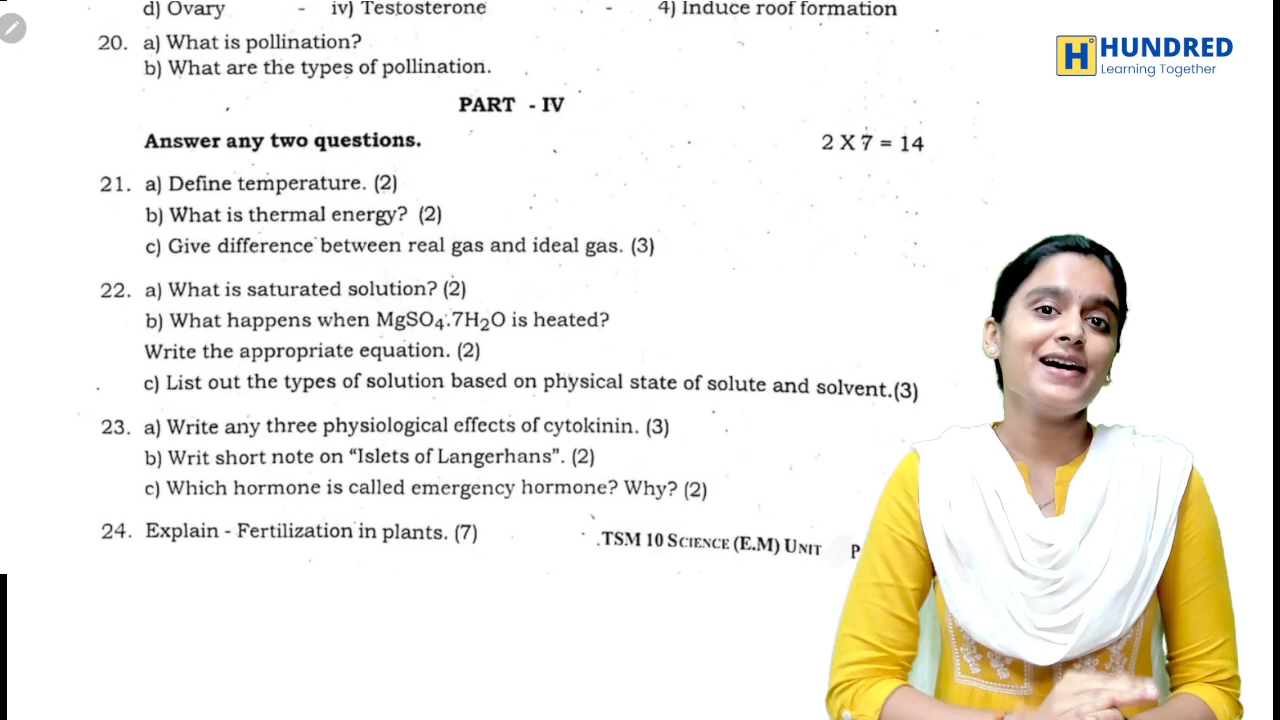 d) Ovary - iv) Testosterone - 4) Induce roof formation
20. a) What is pollination?
b) What are the types of pollination.
H° HUNDRED
Learning Together
PART - IV
Answer any two questions. 2 X 7 = 14
21. a) Define temperature. (2)
b) What is thermal energy? (2)
c) Give difference between real gas and ideal gas. (3)
22. a) What is saturated solution? (2)
b) What happens when MgSO₄.7H₂O is heated?
Write the appropriate equation. (2)
c) List out the types of solution based on physical state of solute and solvent.(3)
23. a) Write any three physiological effects of cytokinin. (3)
b) Writ short note on “Islets of Langerhans”. (2)
c) Which hormone is called emergency hormone? Why? (2)
24. Explain - Fertilization in plants. (7)
TSM 10 SCIENCE (E.M) UNIT P